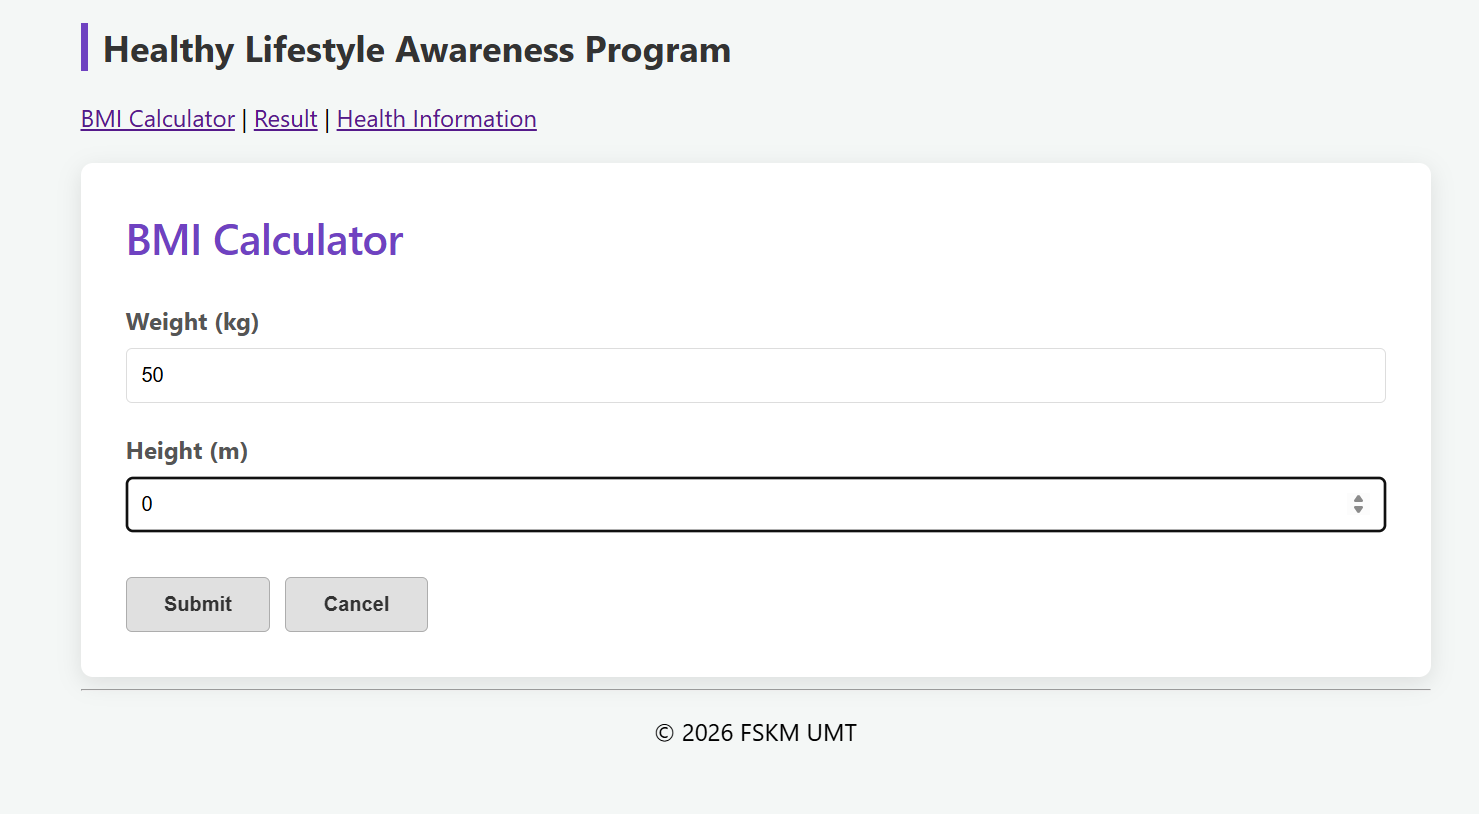 Healthy Lifestyle Awareness Program
BMI Calculator | Result | Health Information
BMI Calculator
Weight (kg)
50
Height (m)
0
Submit Cancel
© 2026 FSKM UMT